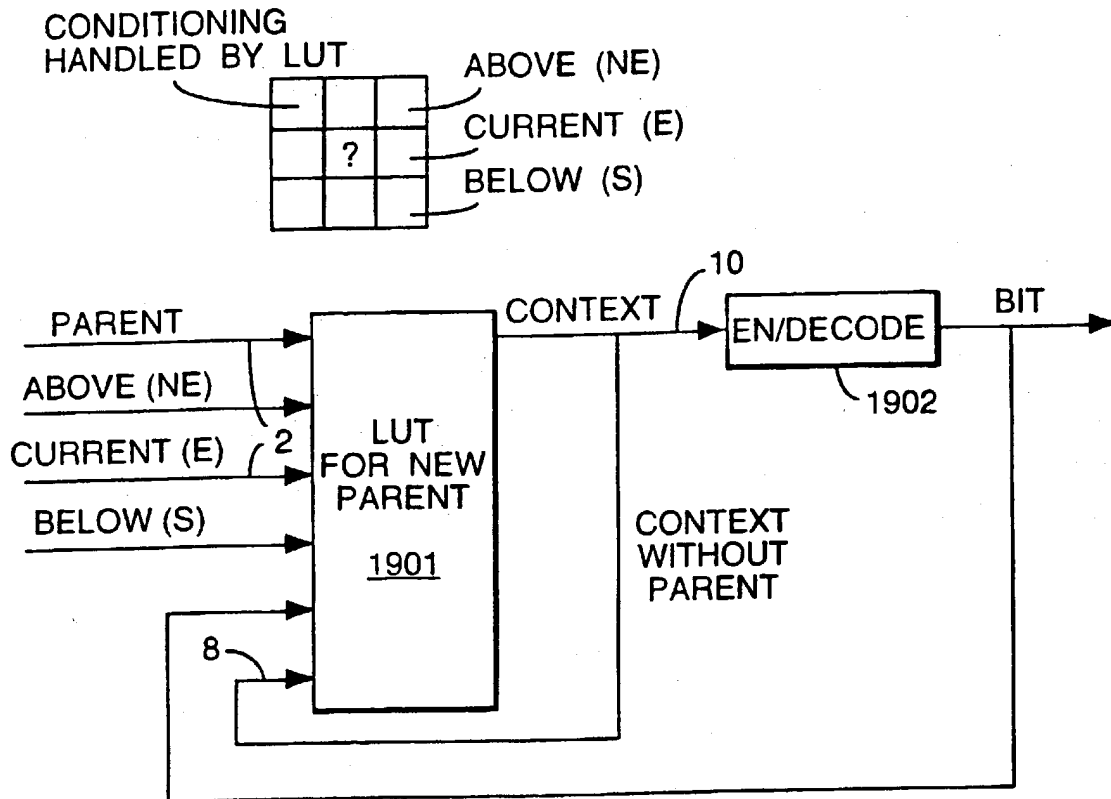 CONDITIONING
HANDLED BY LUT
ABOVE (NE)
CURRENT (E)
?
BELOW (S)
10
PARENT
CONTEXT
BIT
EN/DECODE
ABOVE (NE)
1902
2
CURRENT (E)
LUT
FOR NEW
PARENT
BELOW (S)
CONTEXT
WITHOUT
PARENT
1901
8